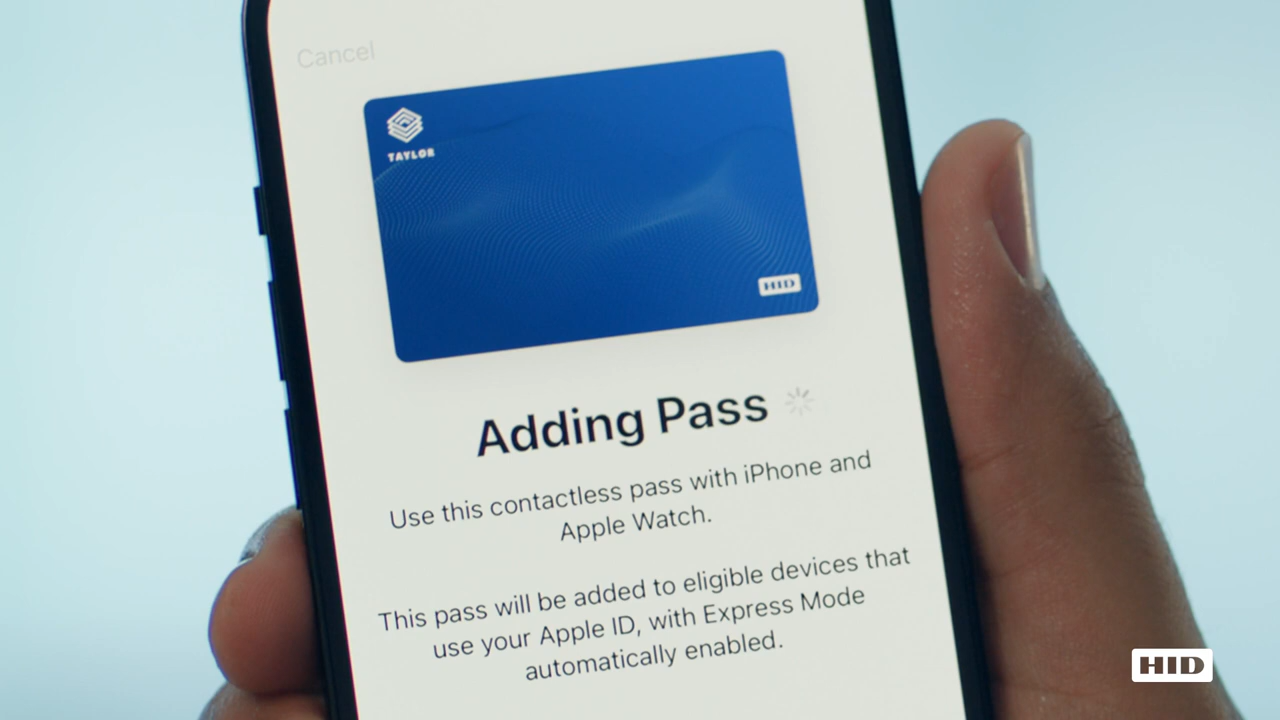 Cancel
TAYLOR
HID
Adding Pass
Use this contactless pass with iPhone and
Apple Watch.
This pass will be added to eligible devices that
use your Apple ID, with Express Mode
automatically enabled.
HID